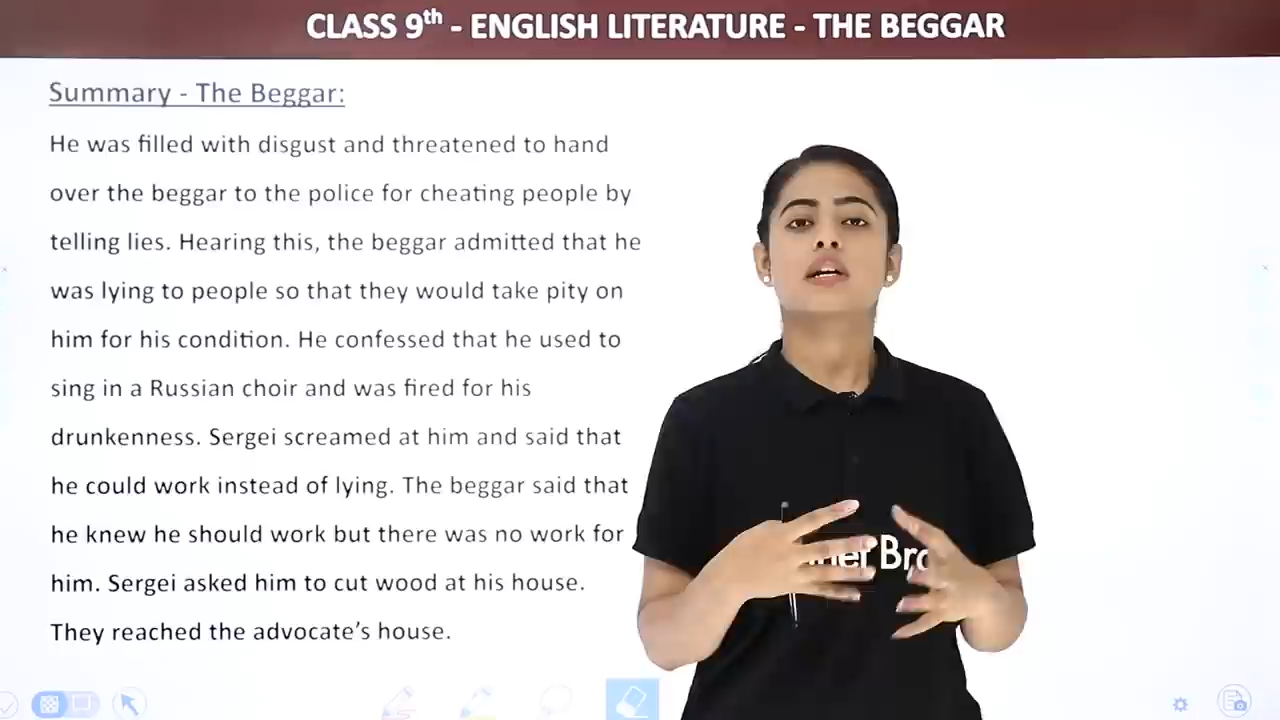 CLASS 9th - ENGLISH LITERATURE - THE BEGGAR
Summary - The Beggar:
He was filled with disgust and threatened to hand
over the beggar to the police for cheating people by
telling lies. Hearing this, the beggar admitted that he
was lying to people so that they would take pity on
him for his condition. He confessed that he used to
sing in a Russian choir and was fired for his
drunkenness. Sergei screamed at him and said that
he could work instead of lying. The beggar said that
he knew he should work but there was no work for
him. Sergei asked him to cut wood at his house.
They reached the advocate's house.